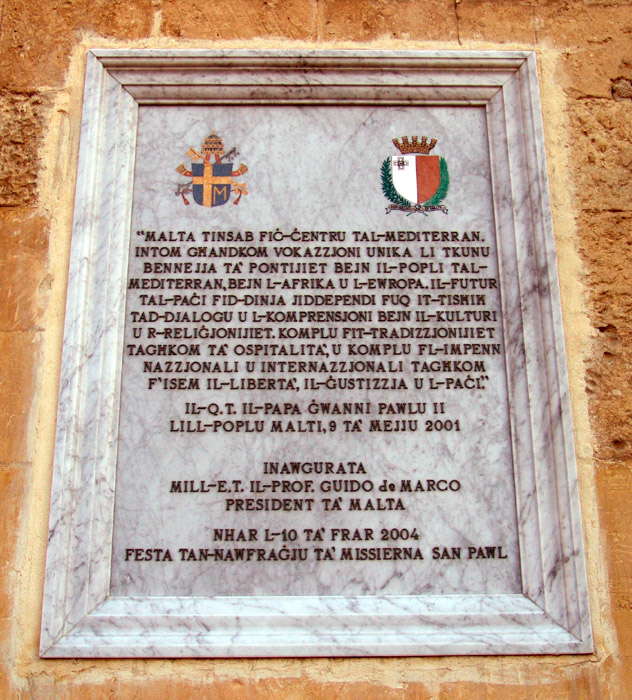 "MALTA TINSAB FIĊ-ĊENTRU TAL-MEDITERRAN.
INTOM GĦANDKOM VOKAZZJONI UNIKA LI TKUNU
BENNEJJA TA' PONTIJIET BEJN IL-POPLI TAL-
MEDITERRAN, BEJN L-AFRIKA U L-EWROPA. IL-FUTUR
TAL-PAĊI FID-DINJA JIDDEPENDI FUQ IT-TISĦIĦ
TAD-DJALOGU U L-KOMPRENSJONI BEJN IL-KULTURI
U R-RELIĠJONIJIET. KOMPLU FIT-TRADIZZJONIJIET
TAGĦKOM TA' OSPITALITA', U KOMPLU FL-IMPENN
NAZZJONALI U INTERNAZZJONALI TAGĦKOM
F'ISEM IL-LIBERTA', IL-ĠUSTIZZJA U L-PAĊI."
IL-Q.T. IL-PAPA ĠWANNI PAWLU II
LILL-POPLU MALTI, 9 TA' MEJJU 2001
INAWGURATA
MILL-E.T. IL-PROF. GUIDO de MARCO
PRESIDENT TA' MALTA
NHAR L-10 TA' FRAR 2004
FESTA TAN-NAWFRAĠJU TA' MISSIERNA SAN PAWL